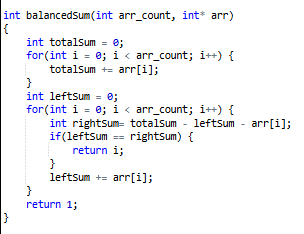 int balancedSum(int arr_count, int* arr)
{
    int totalSum = 0;
    for(int i = 0; i < arr_count; i++) {
        totalSum += arr[i];
    }
    int leftSum = 0;
    for(int i = 0; i < arr_count; i++) {
        int rightSum= totalSum - leftSum - arr[i];
        if(leftSum == rightSum) {
            return i;
        }
        leftSum += arr[i];
    }
    return 1;
}